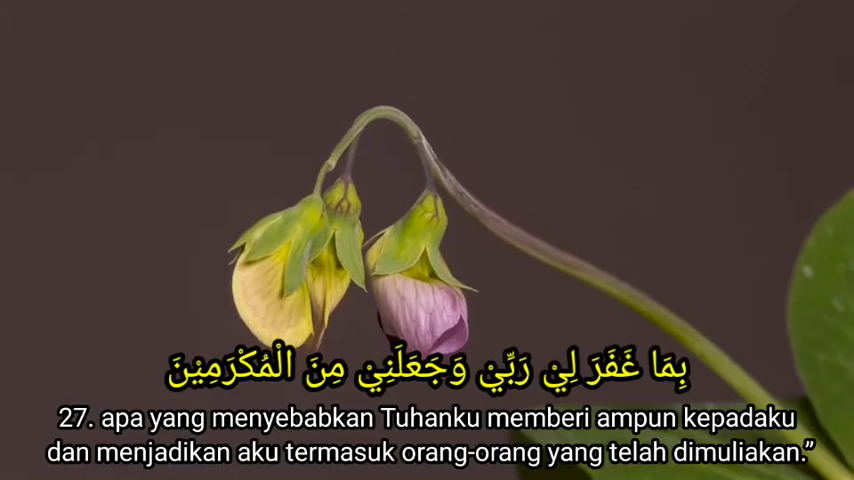 بِمَا غَفَرَ لِيْ رَبِّيْ وَجَعَلَنِيْ مِنَ الْمُكْرَمِيْنَ
27. apa yang menyebabkan Tuhanku memberi ampun kepadaku
dan menjadikan aku termasuk orang-orang yang telah dimuliakan.”